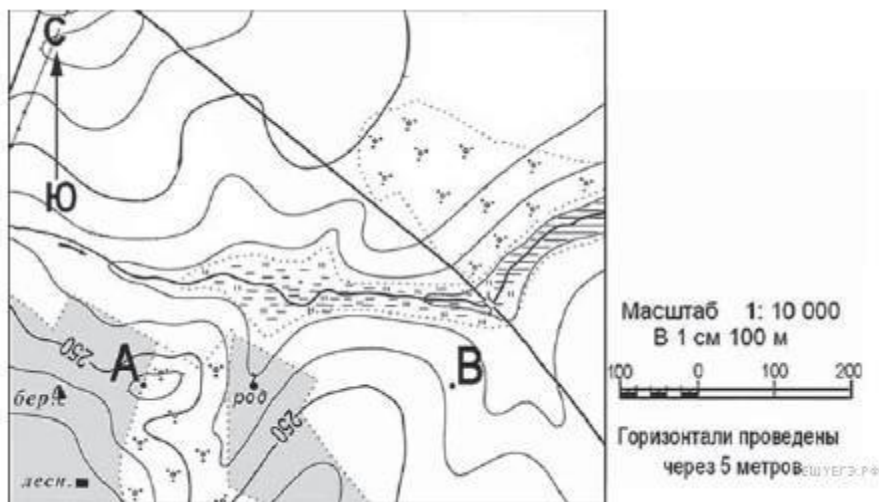 С
Ю
250
А
В
бер.
род
250
лесн.
Масштаб 1: 10 000
В 1 см 100 м
100 0 100 200
Горизонтали проведены
через 5 метров